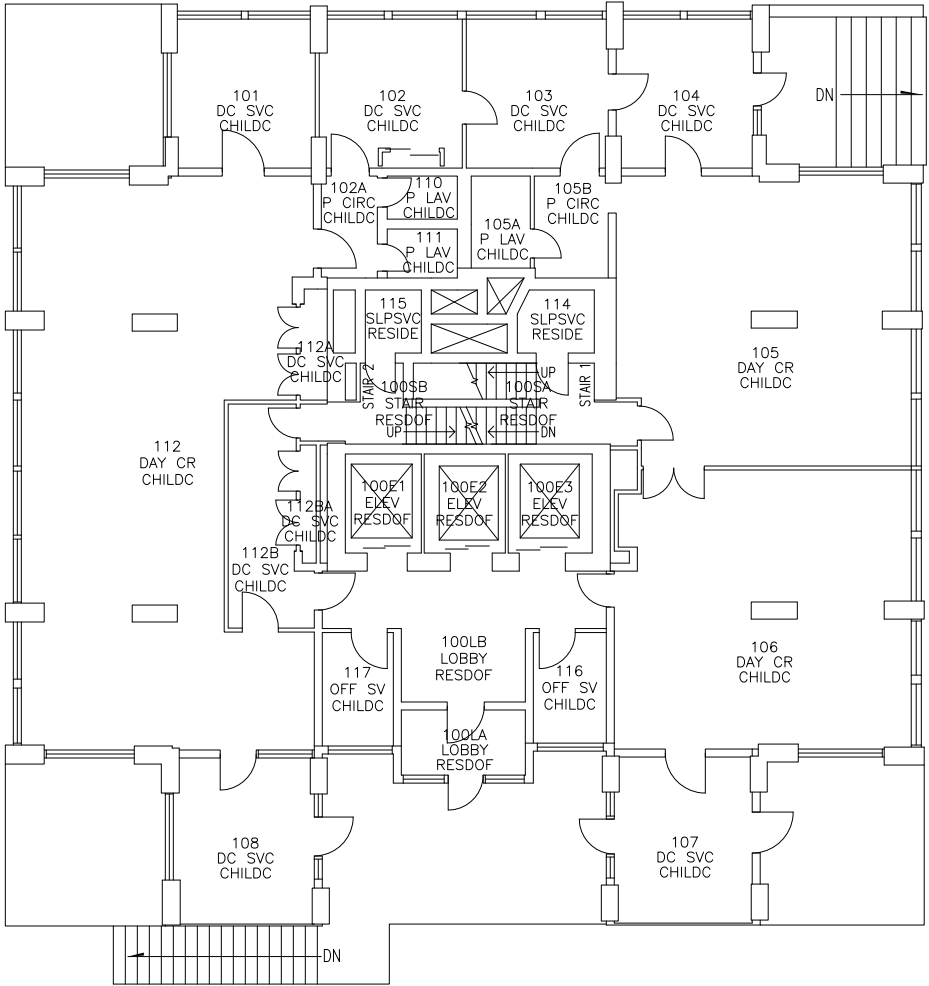 101
DC SVC
CHILDC
102
DC SVC
CHILDC
103
DC SVC
CHILDC
104
DC SVC
CHILDC
DN
102A
P CIRC
CHILDC
110
P LAV
CHILDC
105B
P CIRC
CHILDC
105A
P LAV
CHILDC
111
P LAV
CHILDC
115
SLPSVC
RESIDE
114
SLPSVC
RESIDE
112A
DC SVC
CHILDC
105
DAY CR
CHILDC
STAIR 2
100SB
STAIR
RESDOF
UP
100SA
STAIR
RESDOF
STAIR 1
UP
DN
112
DAY CR
CHILDC
100E1
ELEV
RESDOF
100E2
ELEV
RESDOF
100E3
ELEV
RESDOF
112BA
DC SVC
CHILDC
112B
DC SVC
CHILDC
100LB
LOBBY
RESDOF
106
DAY CR
CHILDC
117
OFF SV
CHILDC
116
OFF SV
CHILDC
100LA
LOBBY
RESDOF
108
DC SVC
CHILDC
107
DC SVC
CHILDC
DN